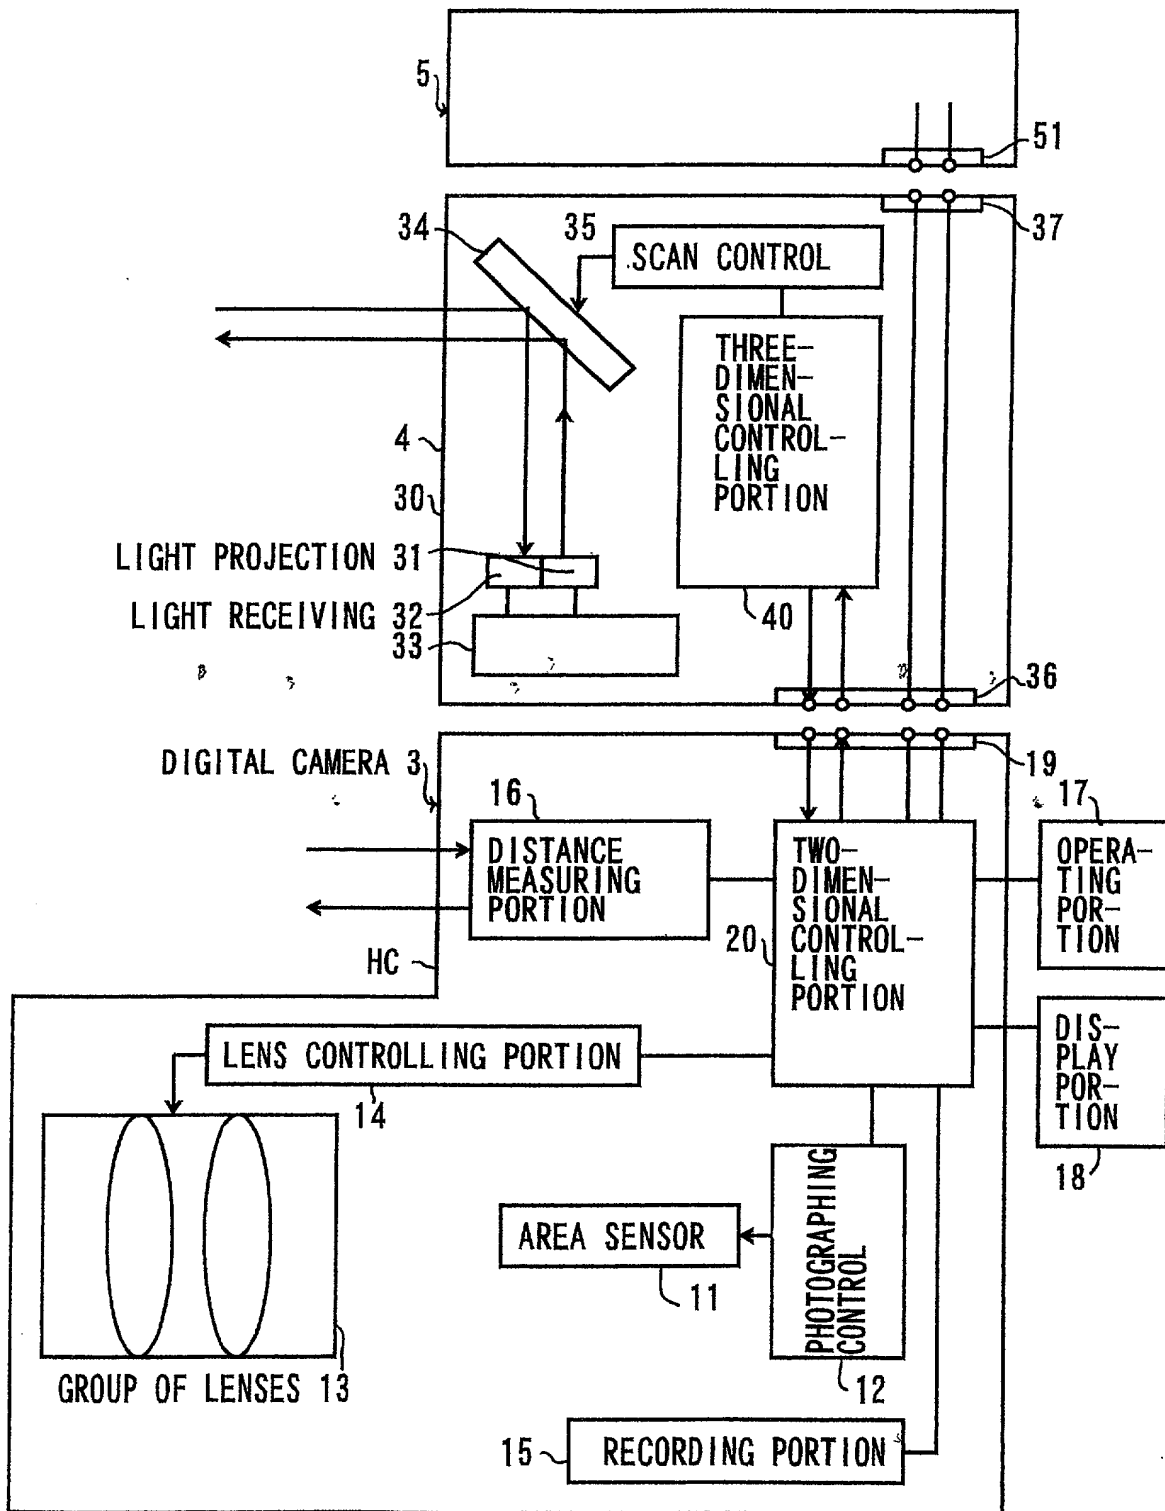 5
51
37
34
35
SCAN CONTROL
THREE-
DIMEN-
SIONAL
CONTROL-
LING
PORTION
4
30
LIGHT PROJECTION 31
LIGHT RECEIVING 32
33
40
36
DIGITAL CAMERA 3
19
16
17
DISTANCE
MEASURING
PORTION
TWO-
DIMEN-
SIONAL
CONTROL-
LING
PORTION
OPERA-
TING
POR-
TION
20
HC
LENS CONTROLLING PORTION
14
DIS-
PLAY
POR-
TION
18
PHOTOGRAPHING
CONTROL
AREA SENSOR
11
12
GROUP OF LENSES 13
15
RECORDING PORTION